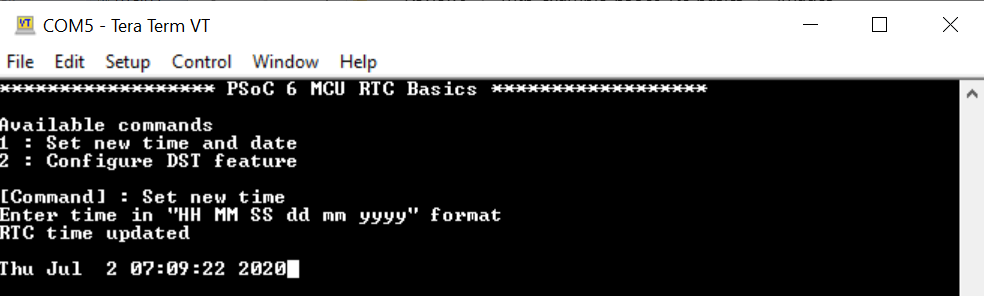 COM5 - Tera Term VT
File Edit Setup Control Window Help
****************** PSoC 6 MCU RTC Basics ******************
Available commands
1 : Set new time and date
2 : Configure DST feature
[Command] : Set new time
Enter time in "HH MM SS dd mm yyyy" format
RTC time updated
Thu Jul  2 07:09:22 2020